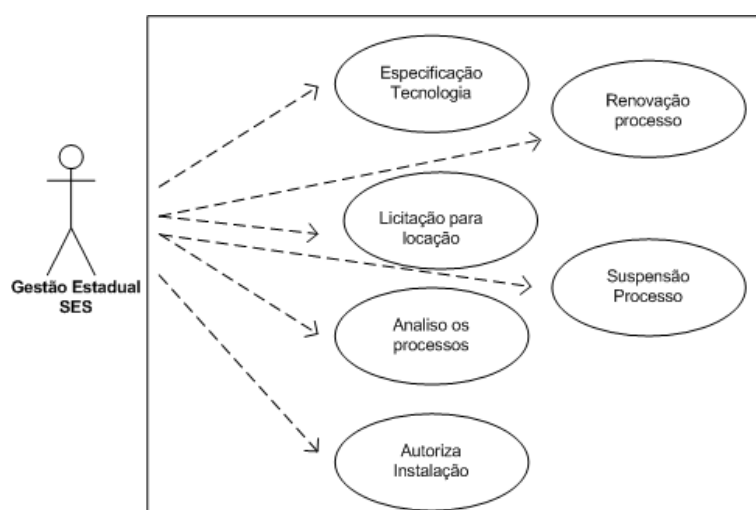 Especificação
Tecnologia
Renovação
processo
Licitação para
locação
Gestão Estadual
SES
Suspensão
Processo
Analiso os
processos
Autoriza
Instalação